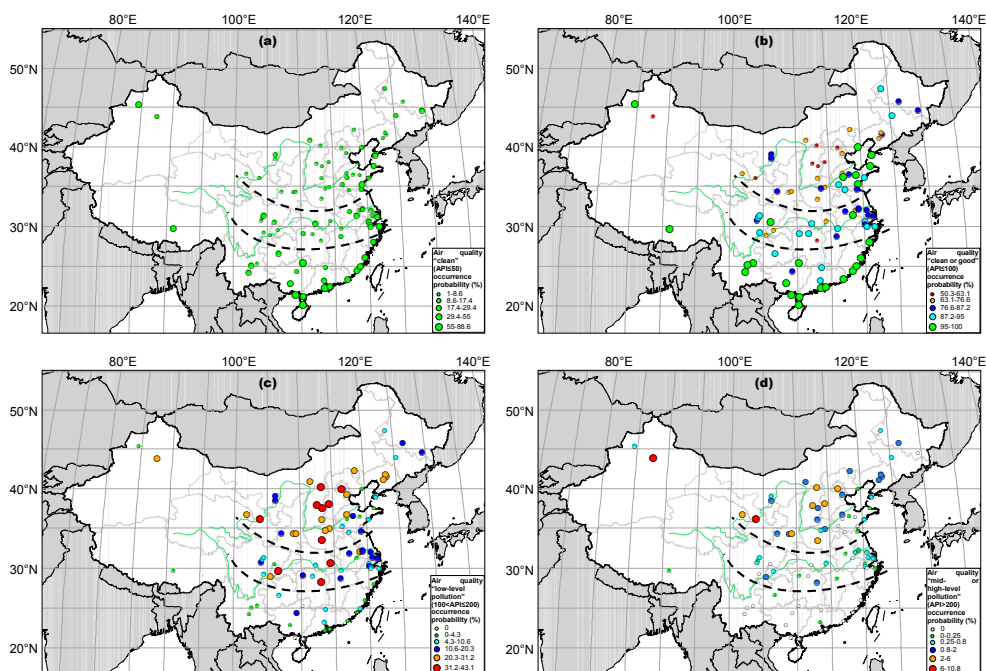 80°E 100°E 120°E 140°E 80°E 100°E 120°E 140°E
(a) (b)
50°N 50°N
40°N 40°N
30°N 30°N
20°N 20°N
Air quality
"clean"
(API≤50)
occurrence
probability (%)
1-8.6
8.6-17.4
17.4-29.4
29.4-55
55-88.6
Air quality
"clean or good"
(API≤100)
occurrence
probability (%)
50.3-63.1
63.1-76.6
76.6-87.2
87.2-95
95-100
80°E 100°E 120°E 140°E 80°E 100°E 120°E 140°E
(c) (d)
50°N 50°N
40°N 40°N
30°N 30°N
20°N 20°N
Air quality
"low-level
pollution"
(100<API≤200)
occurrence
probability (%)
0
0-4.3
4.3-10.6
10.6-20.3
20.3-31.2
31.2-43.1
Air quality
"mid- or
high-level
pollution"
(API>200)
occurrence
probability (%)
0
0-0.25
0.25-0.8
0.8-2
2-6
6-10.8